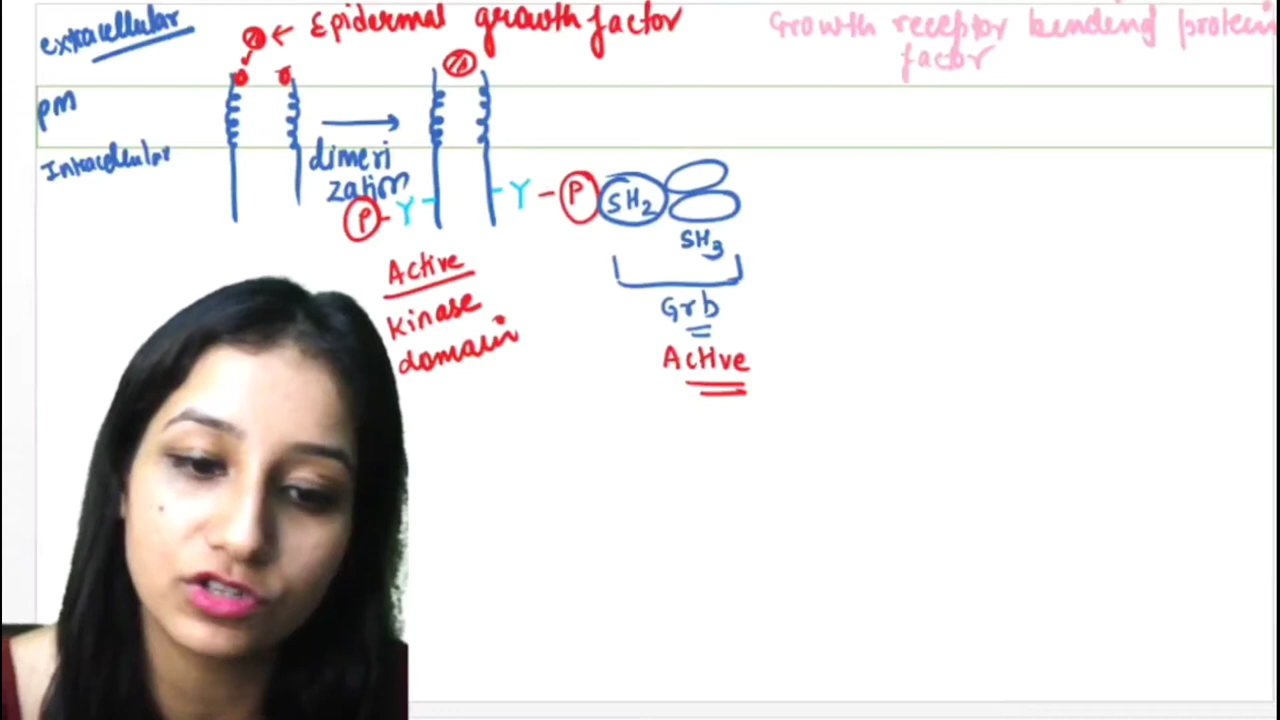 extracellular
Epidermal growth factor
Growth receptor bending protein
factor
PM
Intracellular
dimeri
zation
P - Y
Y - P SH2
SH3
Active
kinase
domain
Grb
Active